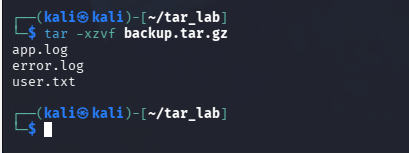 ┌──(kali㉿kali)-[~/tar_lab]
└─$ tar -xzvf backup.tar.gz
app.log
error.log
user.txt
┌──(kali㉿kali)-[~/tar_lab]
└─$